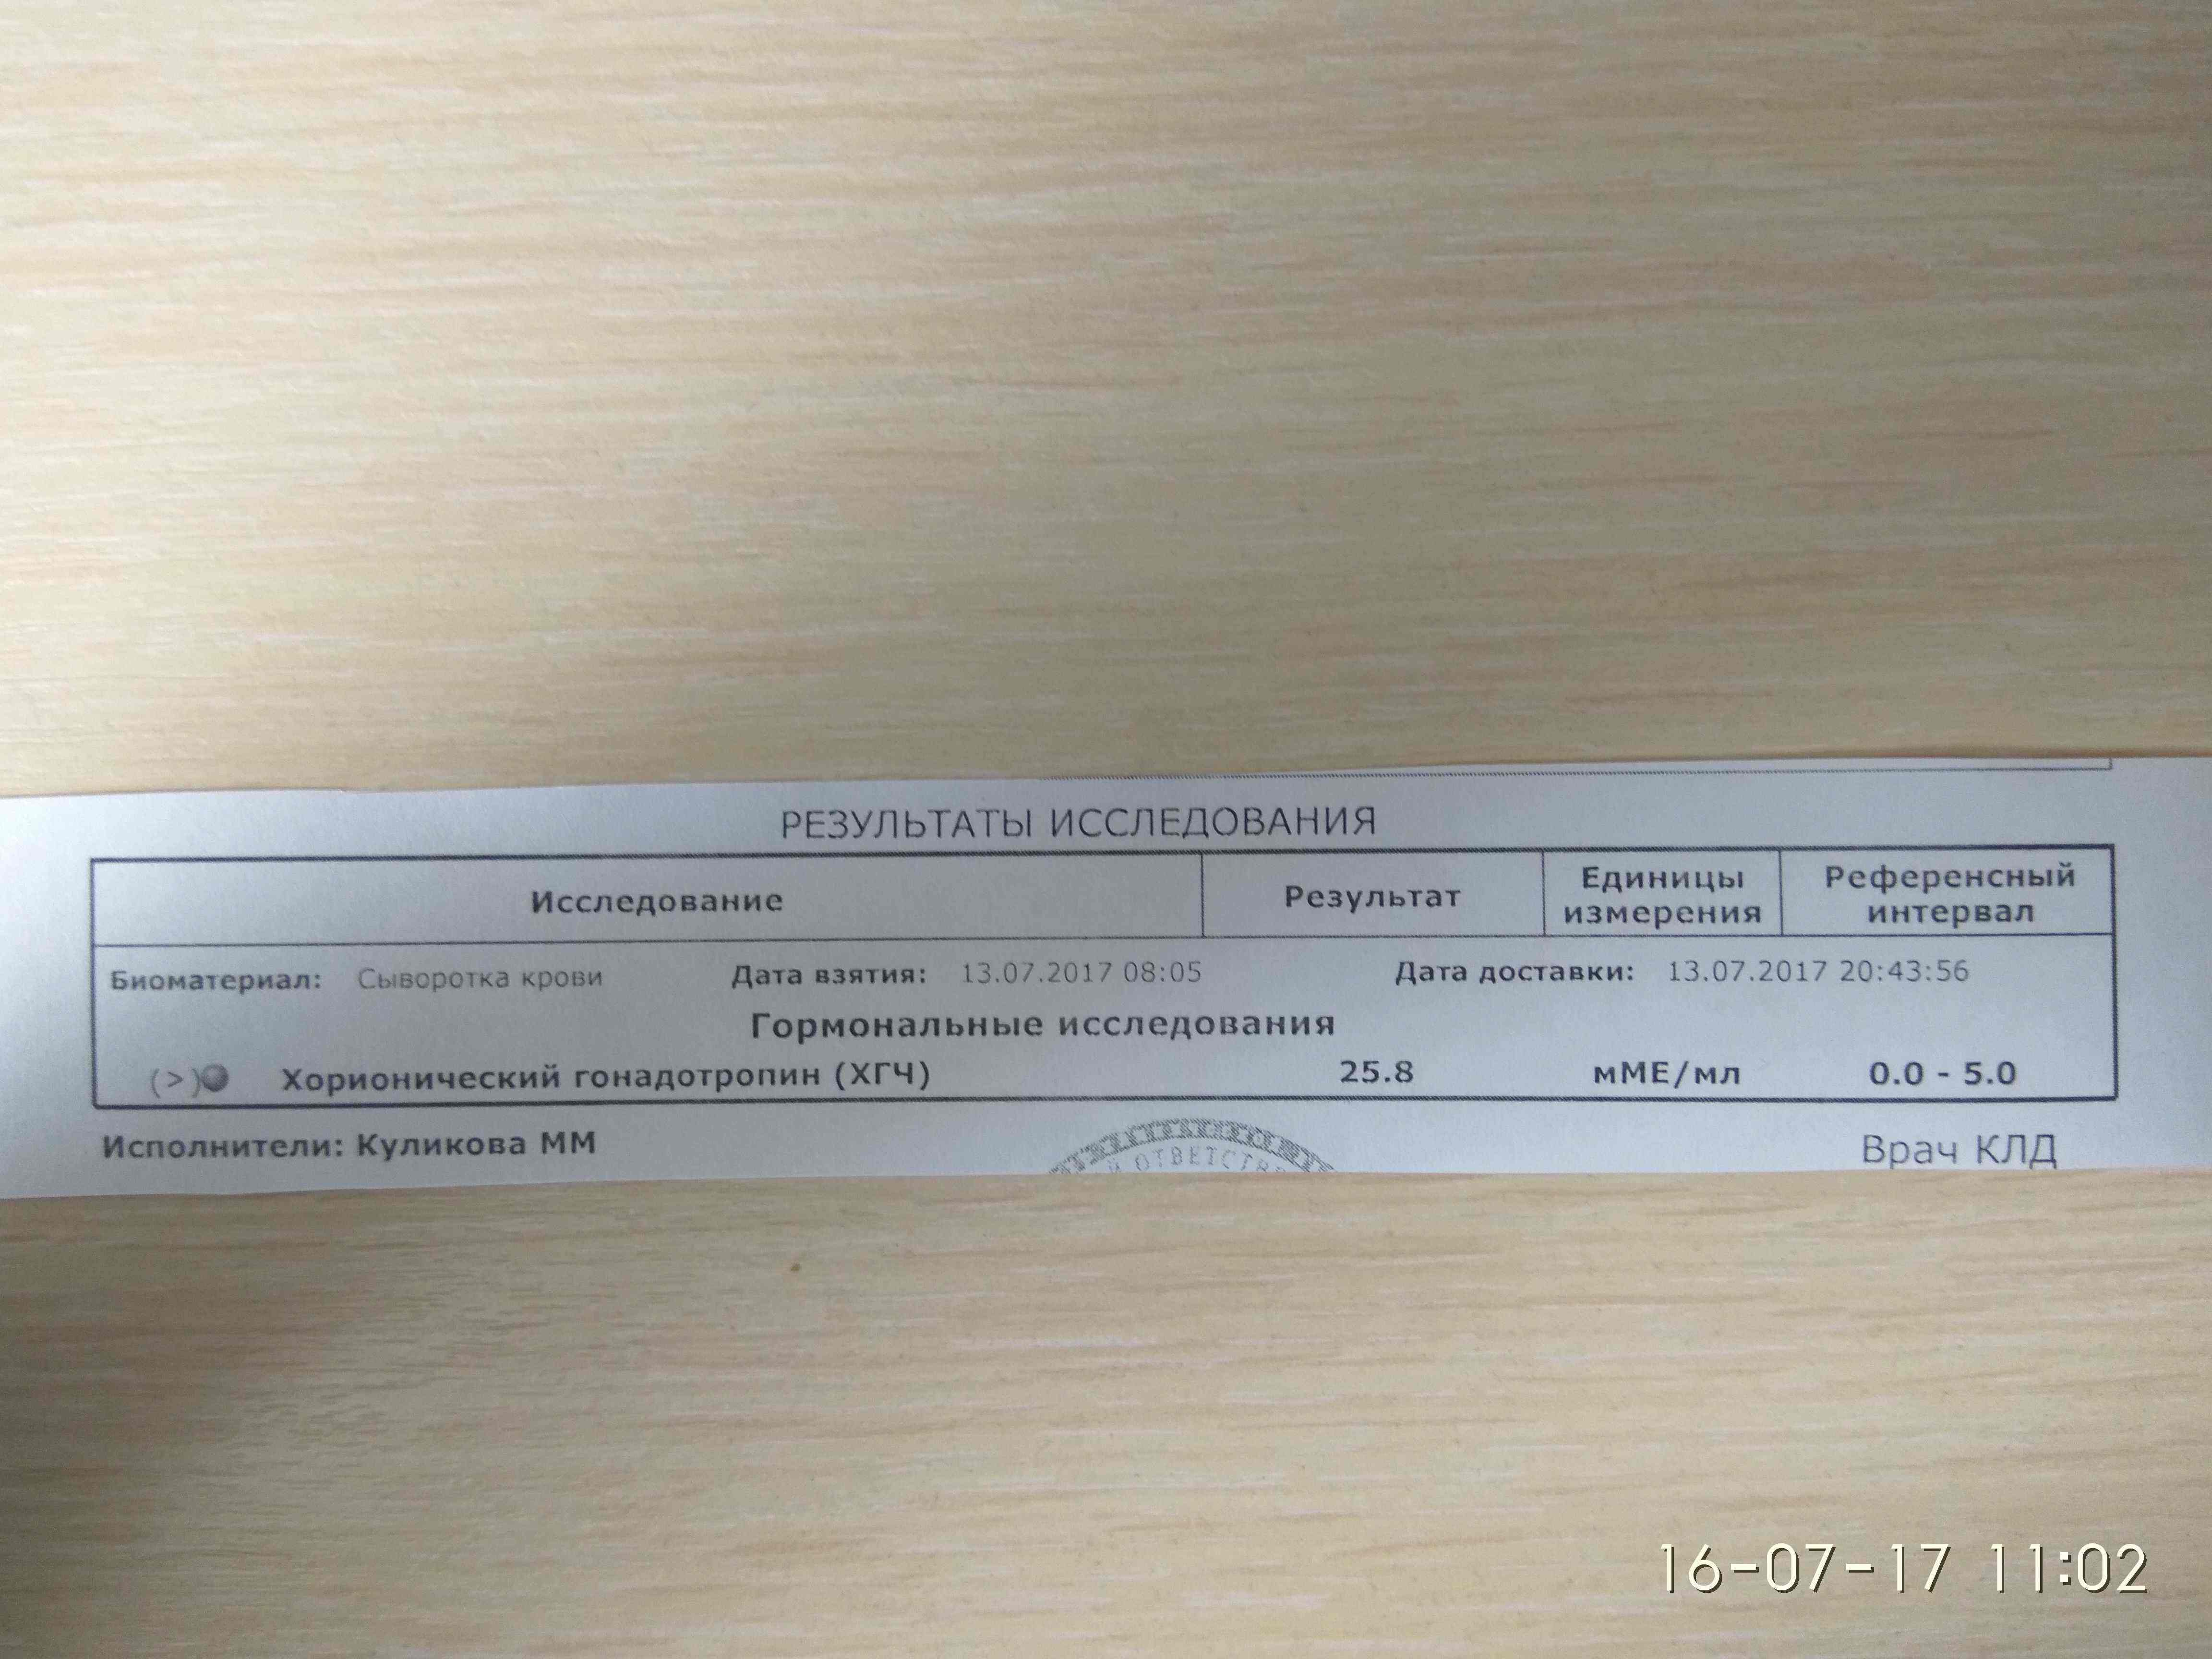 РЕЗУЛЬТАТЫ ИССЛЕДОВАНИЯ
Исследование Результат Единицы измерения Референсный интервал
Биоматериал: Сыворотка крови Дата взятия: 13.07.2017 08:05 Дата доставки: 13.07.2017 20:43:56
Гормональные исследования
(>) Хорионический гонадотропин (ХГЧ) 25.8 мМЕ/мл 0.0 - 5.0
Исполнители: Куликова ММ Врач КЛД
16-07-17 11:02